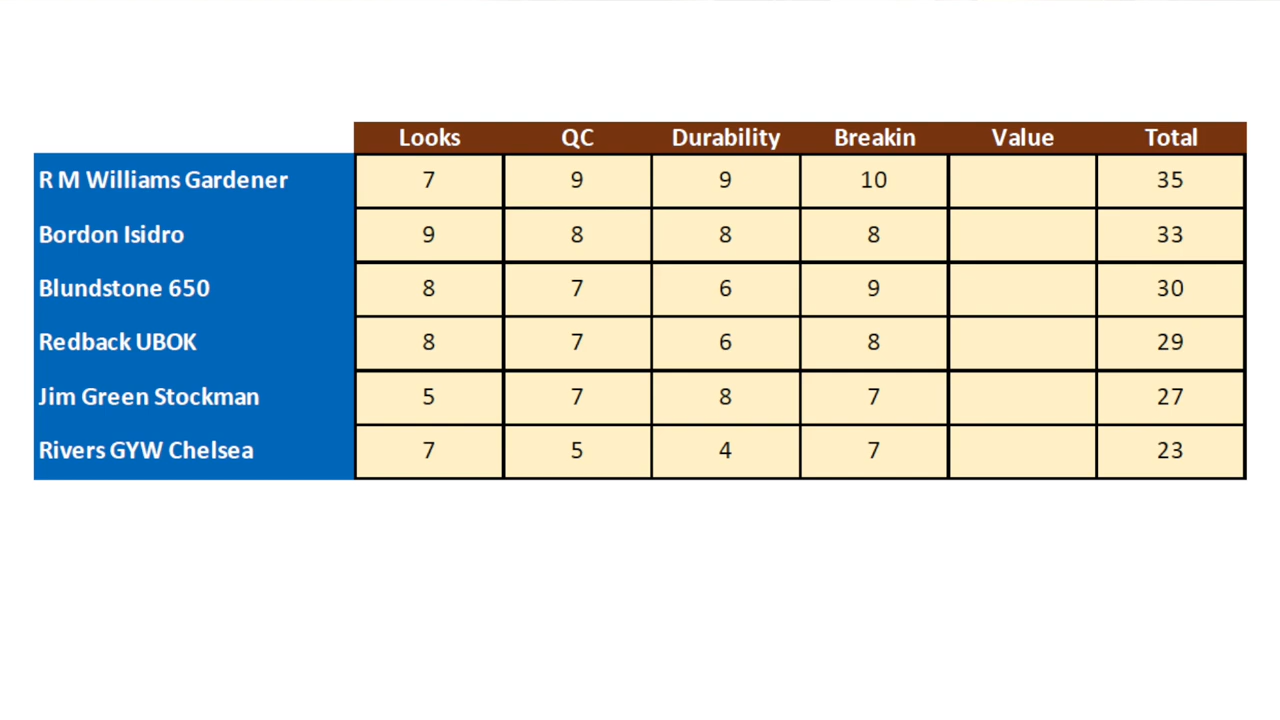 Looks QC Durability Breakin Value Total
R M Williams Gardener 7 9 9 10 35
Bordon Isidro 9 8 8 8 33
Blundstone 650 8 7 6 9 30
Redback UBOK 8 7 6 8 29
Jim Green Stockman 5 7 8 7 27
Rivers GYW Chelsea 7 5 4 7 23